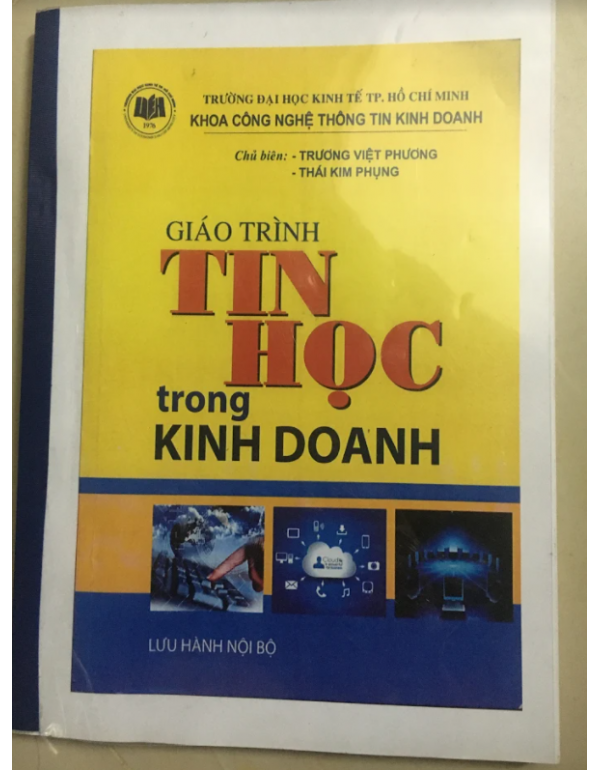 TRƯỜNG ĐẠI HỌC KINH TẾ TP. HỒ CHÍ MINH
KHOA CÔNG NGHỆ THÔNG TIN KINH DOANH
1976
Chủ biên: - TRƯƠNG VIỆT PHƯƠNG
- THÁI KIM PHỤNG
GIÁO TRÌNH
TIN
HỌC
trong
KINH DOANH
LƯU HÀNH NỘI BỘ